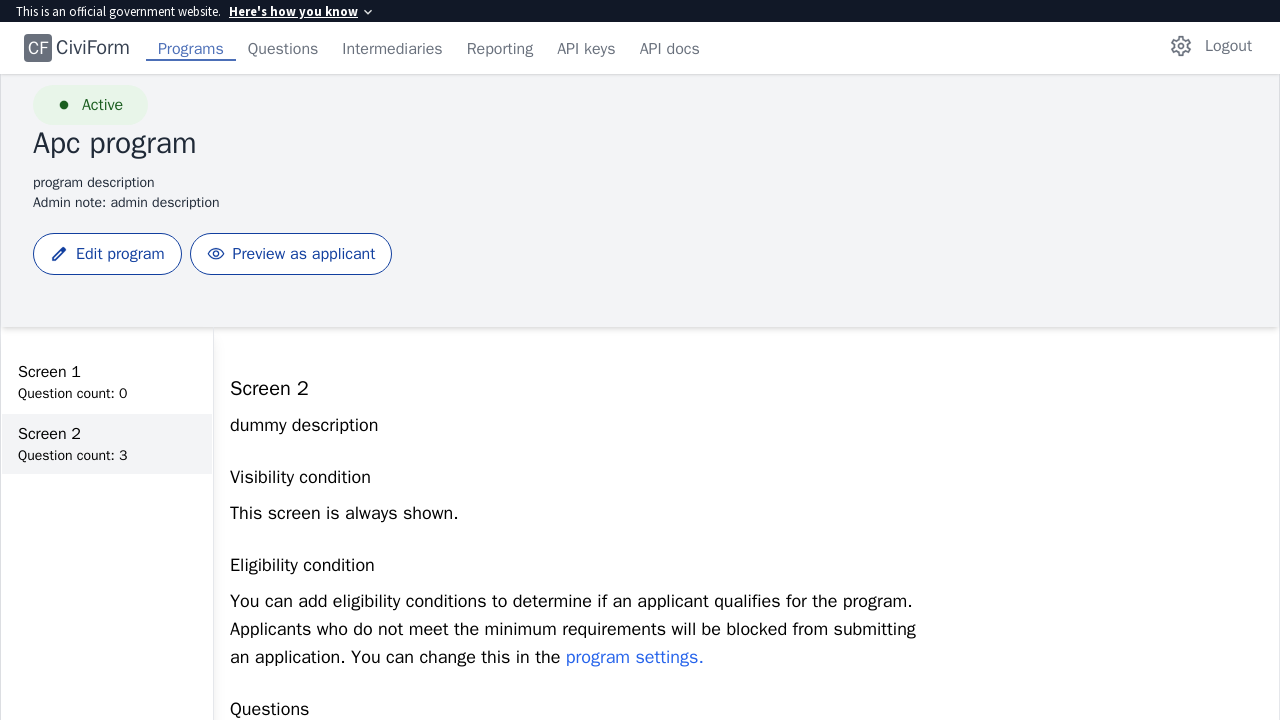 This is an official government website. Here's how you know
CF CiviForm Programs Questions Intermediaries Reporting API keys API docs Logout
Active
Apc program
program description
Admin note: admin description
Edit program Preview as applicant
Screen 1
Question count: 0
Screen 2
Question count: 3
Screen 2
dummy description
Visibility condition
This screen is always shown.
Eligibility condition
You can add eligibility conditions to determine if an applicant qualifies for the program.
Applicants who do not meet the minimum requirements will be blocked from submitting
an application. You can change this in the program settings.
Questions